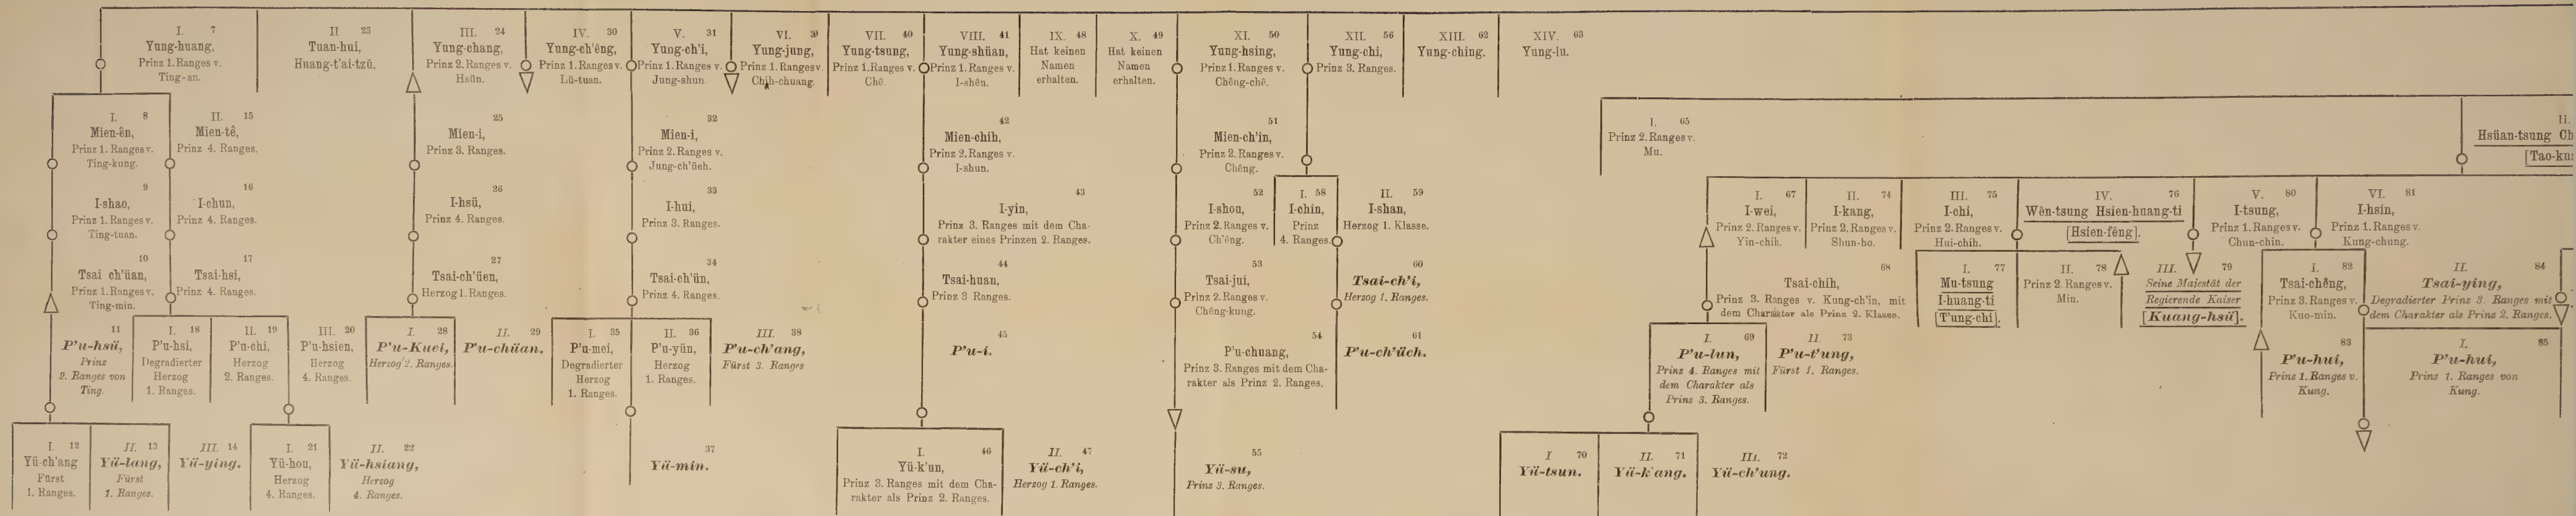 I. 7
Yung-huang,
Prinz 1. Ranges v.
Ting-an.
II 23
Tuan-hui,
Huang-t'ai-tzŭ.
III. 24
Yung-chang,
Prinz 2. Ranges v.
Hsün.
IV. 30
Yung-ch'êng,
Prinz 1. Ranges v.
Lü-tuan.
V. 31
Yung-ch'i,
Prinz 1. Ranges v.
Jung-shun.
VI. 39
Yung-jung,
Prinz 1. Ranges v.
Chih-chuang.
VII. 40
Yung-tsung,
Prinz 1. Ranges v.
Chê.
VIII. 41
Yung-shüan,
Prinz 1. Ranges v.
I-shên.
IX. 48
Hat keinen
Namen
erhalten.
X. 49
Hat keinen
Namen
erhalten.
XI. 50
Yung-hsing,
Prinz 1. Ranges v.
Chêng-chê.
XII. 56
Yung-chi,
Prinz 3. Ranges.
XIII. 62
Yung-ching.
XIV. 63
Yung-lu.
I. 8
Mien-ên,
Prinz 1. Ranges v.
Ting-kung.
II. 15
Mien-tê,
Prinz 4. Ranges.
25
Mien-i,
Prinz 3. Ranges.
32
Mien-i,
Prinz 2. Ranges v.
Jung-ch'üeh.
42
Mien-chih,
Prinz 2. Ranges v.
I-shun.
51
Mien-ch'in,
Prinz 2. Ranges v.
Chêng.
I. 65
Prinz 2. Ranges v.
Mu.
II.
Hsüan-tsung Ch
[Tao-ku
9
I-shao,
Prinz 1. Ranges v.
Ting-tuan.
16
I-chun,
Prinz 4. Ranges.
26
I-hsü,
Prinz 4. Ranges.
33
I-hui,
Prinz 3. Ranges.
43
I-yin,
Prinz 3. Ranges mit dem Cha-
rakter eines Prinzen 2. Ranges.
52
I-shou,
Prinz 2. Ranges v.
Ch'êng.
I. 58
I-chin,
Prinz
4. Ranges.
II. 59
I-shan,
Herzog 1. Klasse.
I. 67
I-wei,
Prinz 2. Ranges v.
Yin-chih.
II. 74
I-kang,
Prinz 2. Ranges v.
Shun-ho.
III. 75
I-chi,
Prinz 2. Ranges v.
Hui-chih.
IV. 76
Wên-tsung Hsien-huang-ti
[Hsien-fêng].
V. 80
I-tsung,
Prinz 1. Ranges v.
Chun-chin.
VI. 81
I-hsin,
Prinz 1. Ranges v.
Kung-chung.
10
Tsai ch'üan,
Prinz 1. Ranges v.
Ting-min.
17
Tsai-hsi,
Prinz 4. Ranges.
27
Tsai-ch'üen,
Herzog 1. Ranges.
34
Tsai-ch'ün,
Prinz 4. Ranges.
44
Tsai-huan,
Prinz 3 Ranges.
53
Tsai-jui,
Prinz 2. Ranges v.
Chêng-kung.
60
Tsai-ch'i,
Herzog 1. Ranges.
68
Tsai-chih,
Prinz 3. Ranges v. Kung-ch'in, mit
dem Charakter als Prinz 2. Klasse.
I. 77
Mu-tsung
I-huang-ti
[T'ung-chi].
II. 78
Prinz 2. Ranges v.
Min.
III. 79
Seine Majestät der
Regierende Kaiser
[Kuang-hsü].
I. 82
Tsai-chêng,
Prinz 3. Ranges v.
Kuo-min.
II. 84
Tsai-ying,
Degradierter Prinz 3. Ranges mit
dem Charakter als Prinz 2. Ranges.
11
P'u-hsü,
Prinz
2. Ranges von
Ting.
I. 18
P'u-hsi,
Degradierter
Herzog
1. Ranges.
II. 19
P'u-chi,
Herzog
2. Ranges.
III. 20
P'u-hsien,
Herzog
4. Ranges.
I. 28
P'u-Kuei,
Herzog 2. Ranges.
II. 29
P'u-chüan.
I. 35
P'u-mei,
Degradierter
Herzog
1. Ranges.
II. 36
P'u-yün,
Herzog
1. Ranges.
III. 38
P'u-ch'ang,
Fürst 3. Ranges
45
P'u-i.
54
P'u-chuang,
Prinz 3. Ranges mit dem Cha-
rakter als Prinz 2. Ranges.
61
P'u-ch'üch.
I. 69
P'u-lun,
Prinz 4. Ranges mit
dem Charakter als
Prinz 3. Ranges.
II 73
P'u-t'ung,
Fürst 1. Ranges.
83
P'u-hui,
Prinz 1. Ranges v.
Kung.
I. 85
P'u-hui,
Prinz 1. Ranges von
Kung.
I. 12
Yü-ch'ang
Fürst
1. Ranges.
II. 13
Yü-lang,
Fürst
1. Ranges.
III. 14
Yü-ying.
I. 21
Yü-hou,
Herzog
4. Ranges.
II. 22
Yü-hsiang,
Herzog
4. Ranges.
37
Yü-min.
I. 46
Yü-k'un,
Prinz 3. Ranges mit dem Cha-
rakter als Prinz 2. Ranges.
II. 47
Yü-ch'i,
Herzog 1. Ranges.
55
Yü-su,
Prinz 3. Ranges.
I 70
Yü-tsun.
II. 71
Yü-k'ang.
III. 72
Yü-ch'ung.